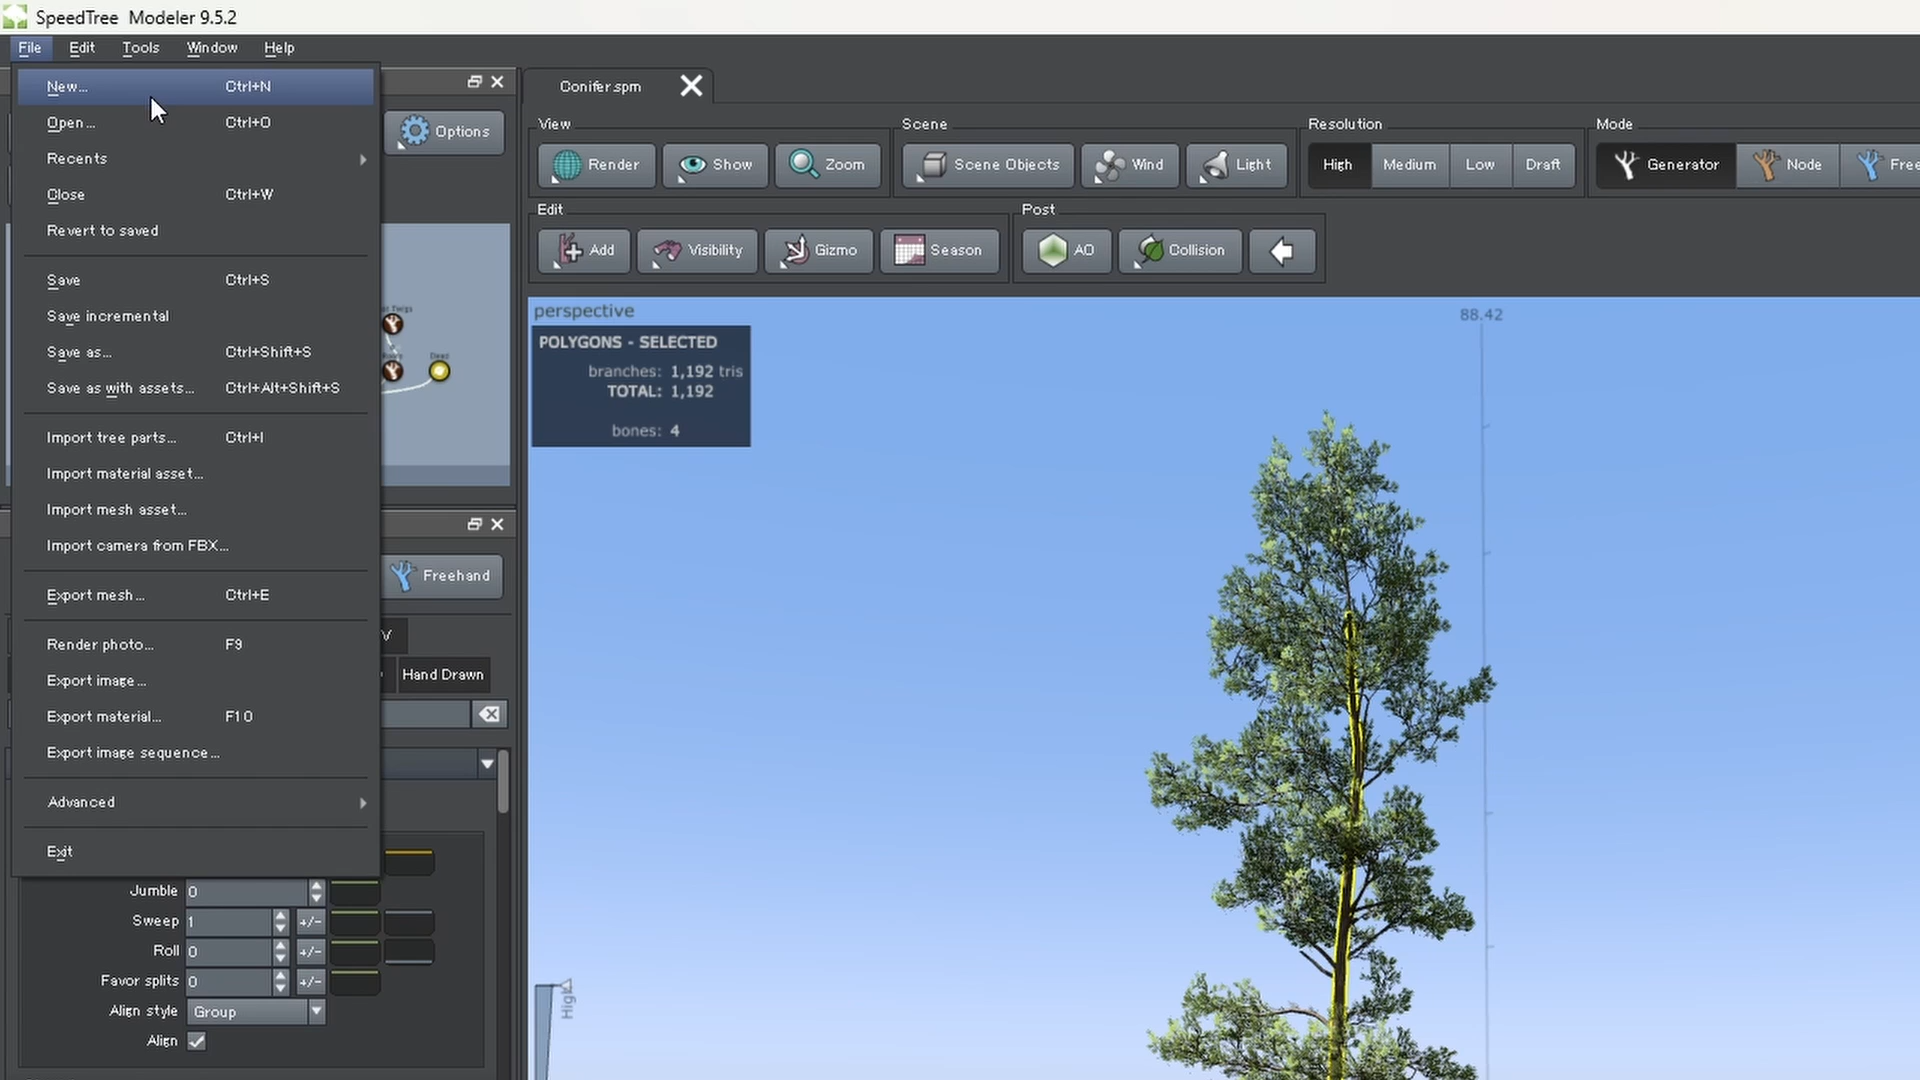 SpeedTree Modeler 9.5.2
File Edit Tools Window Help
New... Ctrl+N
Open... Ctrl+O
Recents
Close Ctrl+W
Revert to saved
Save Ctrl+S
Save incremental
Save as... Ctrl+Shift+S
Save as with assets... Ctrl+Alt+Shift+S
Import tree parts... Ctrl+I
Import material asset...
Import mesh asset...
Import camera from FBX...
Export mesh... Ctrl+E
Render photo... F9
Export image...
Export material... F10
Export image sequence...
Advanced
Exit
Options
Freehand
Hand Drawn
Jumble 0
Sweep 1 +/-
Roll 0 +/-
Favor splits 0 +/-
Align style Group
Align
Conifer.spm
View Scene Resolution Mode
Render Show Zoom Scene Objects Wind Light High Medium Low Draft Generator Node Free
Edit Post
Add Visibility Gizmo Season AO Collision
perspective
88.42
POLYGONS - SELECTED
branches: 1,192 tris
TOTAL: 1,192
bones: 4
High